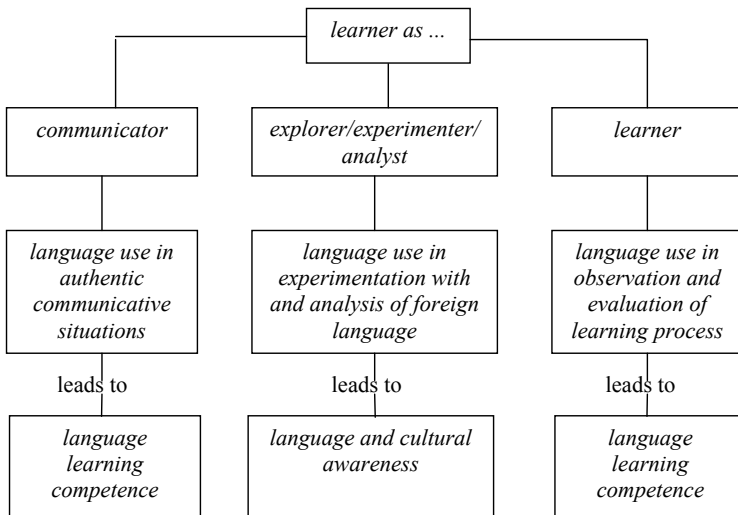 learner as ...
communicator
explorer/experimenter/
analyst
learner
language use in
authentic
communicative
situations
language use in
experimentation with
and analysis of foreign
language
language use in
observation and
evaluation of
learning process
leads to
leads to
leads to
language
learning
competence
language and cultural
awareness
language
learning
competence